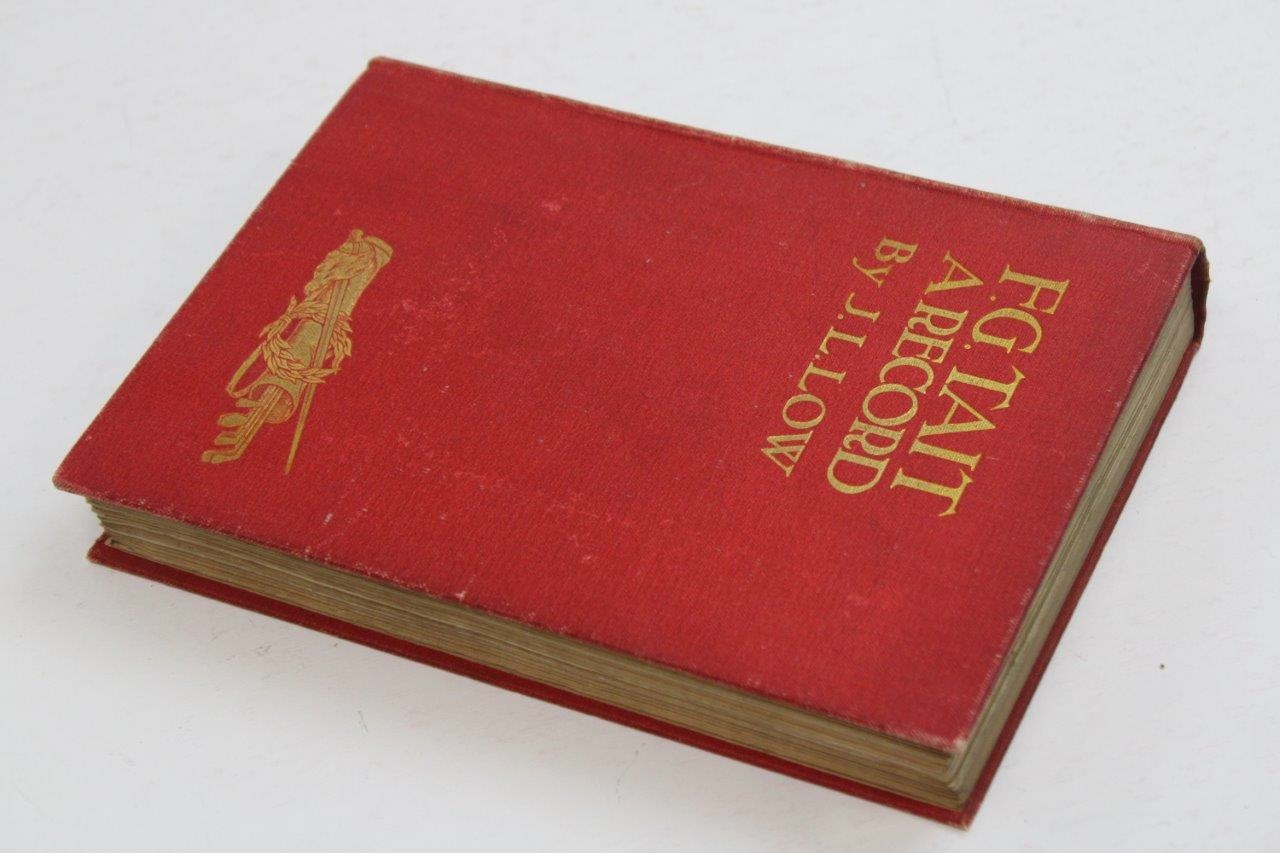 F.G. TAIT
A RECORD
By J.L. LOW